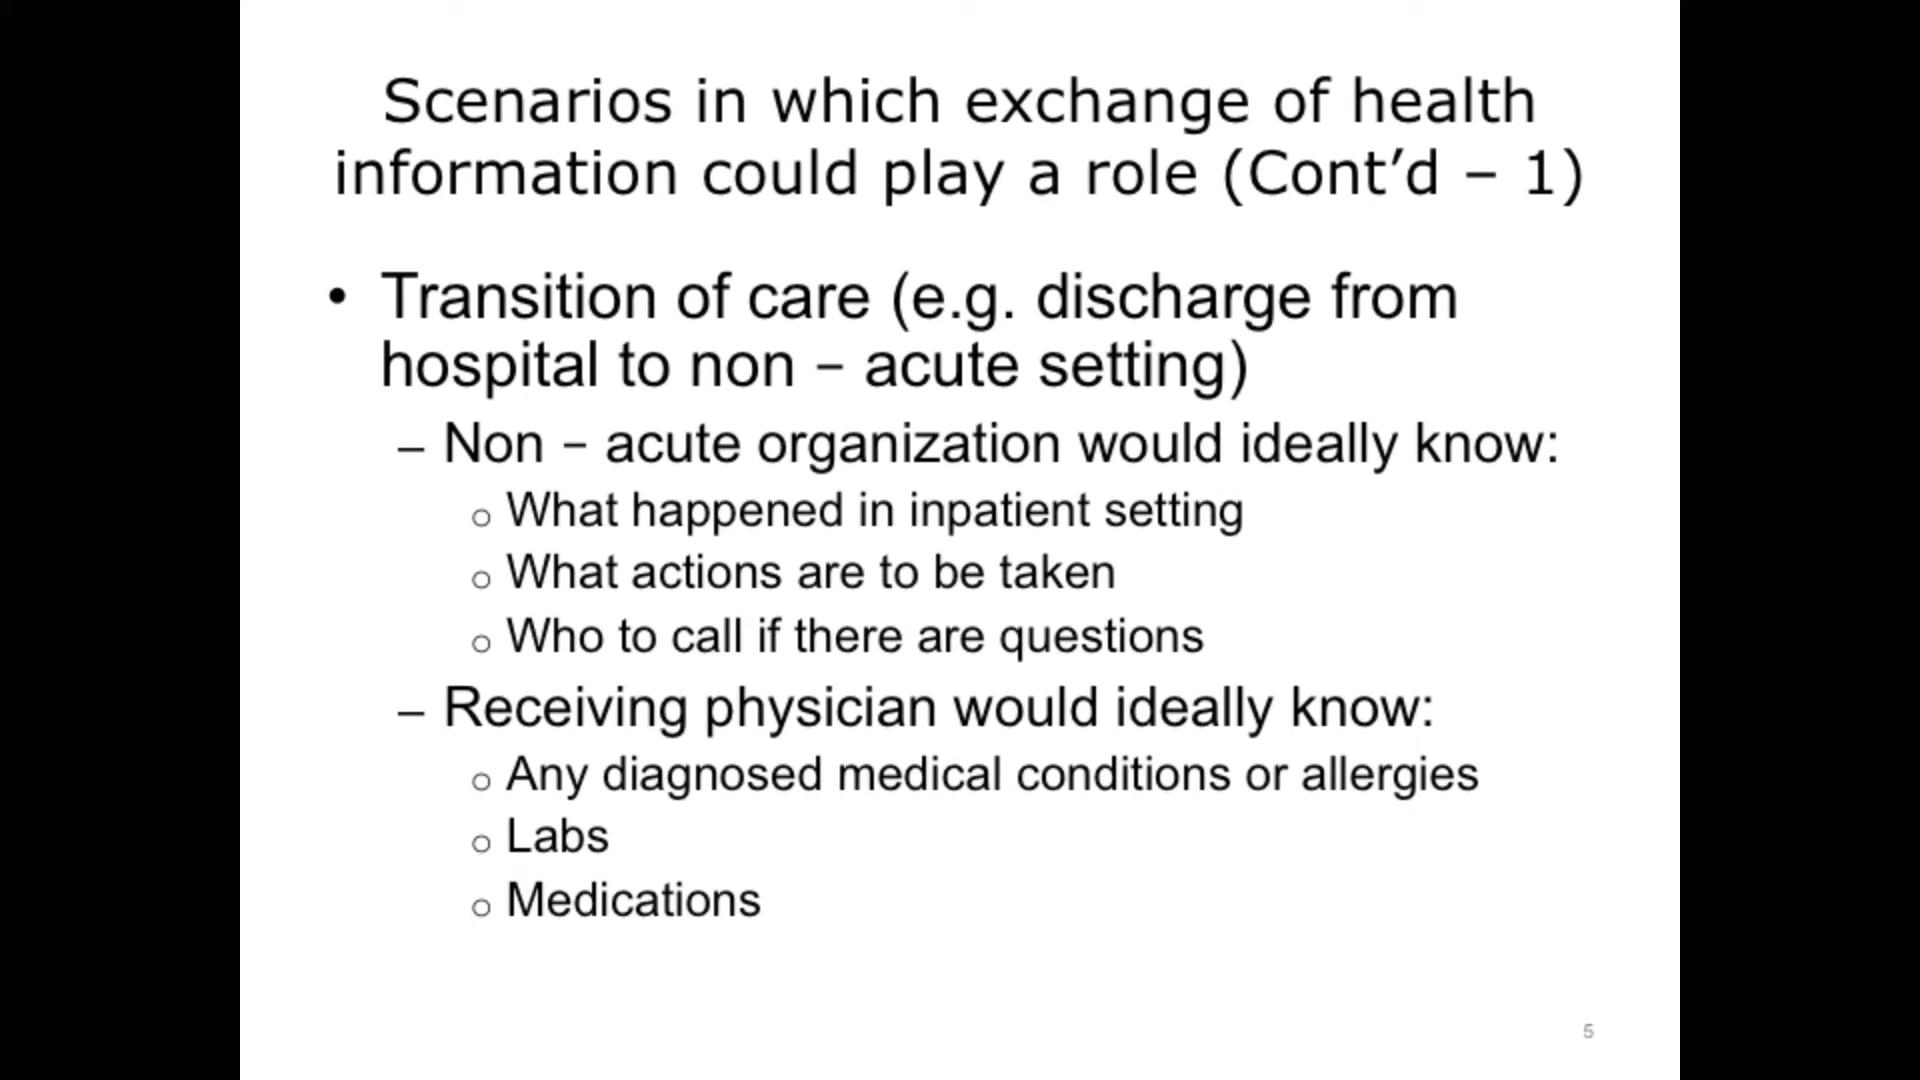 Scenarios in which exchange of health
information could play a role (Cont’d – 1)
• Transition of care (e.g. discharge from
hospital to non – acute setting)
– Non – acute organization would ideally know:
○ What happened in inpatient setting
○ What actions are to be taken
○ Who to call if there are questions
– Receiving physician would ideally know:
○ Any diagnosed medical conditions or allergies
○ Labs
○ Medications
5